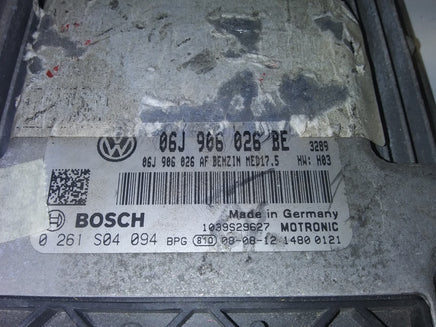 06J 906 026 BE 3289
06J 906 026 AF BENZIN MED17.5 HW: H03
BOSCH Made in Germany
1039S29627 MOTRONIC
0 261 S04 094 BPG 810 08-08-12 1480 0121